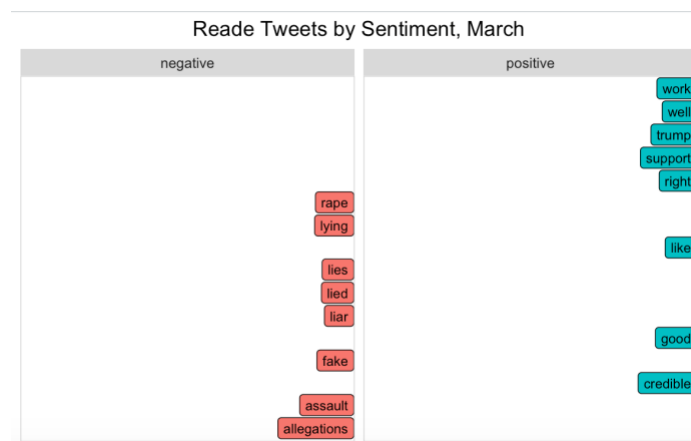 Reade Tweets by Sentiment, March
negative
positive
work
well
trump
support
right
rape
lying
like
lies
lied
liar
good
fake
credible
assault
allegations